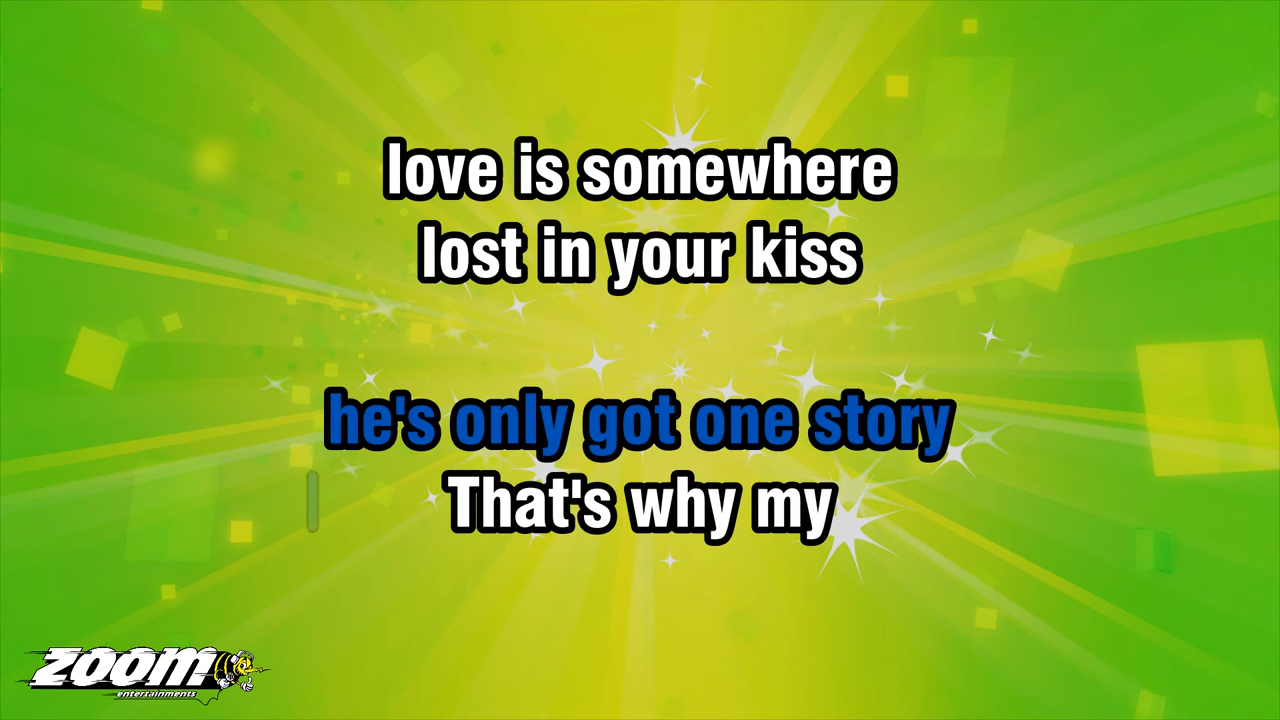 love is somewhere
lost in your kiss
he's only got one story
That's why my
ZOOM
entertainments